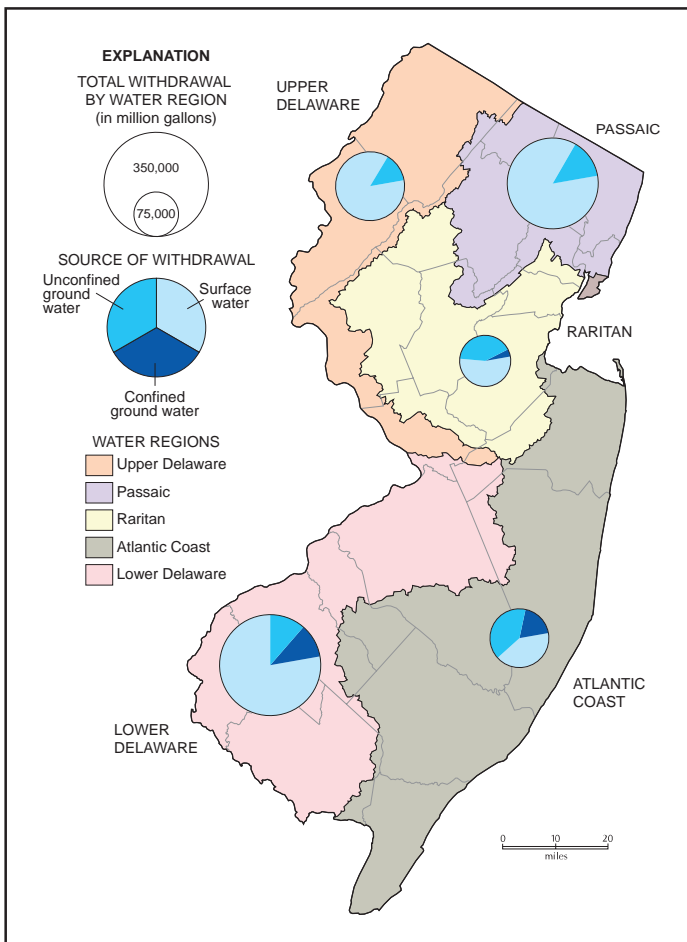 EXPLANATION
TOTAL WITHDRAWAL
BY WATER REGION
(in million gallons)
350,000
75,000
SOURCE OF WITHDRAWAL
Unconfined
ground
water
Surface
water
Confined
ground water
WATER REGIONS
Upper Delaware
Passaic
Raritan
Atlantic Coast
Lower Delaware
UPPER
DELAWARE
PASSAIC
RARITAN
ATLANTIC
COAST
LOWER
DELAWARE
0 10 20
miles